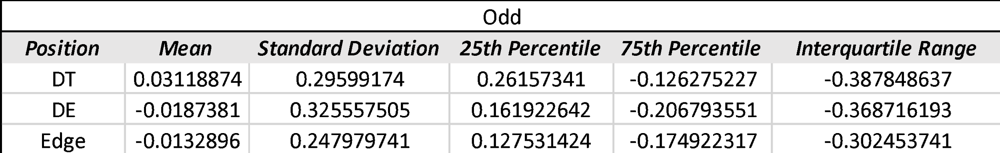 Odd
Position Mean Standard Deviation 25th Percentile 75th Percentile Interquartile Range
DT 0.03118874 0.29599174 0.26157341 -0.126275227 -0.387848637
DE -0.0187381 0.325557505 0.161922642 -0.206793551 -0.368716193
Edge -0.0132896 0.247979741 0.127531424 -0.174922317 -0.302453741